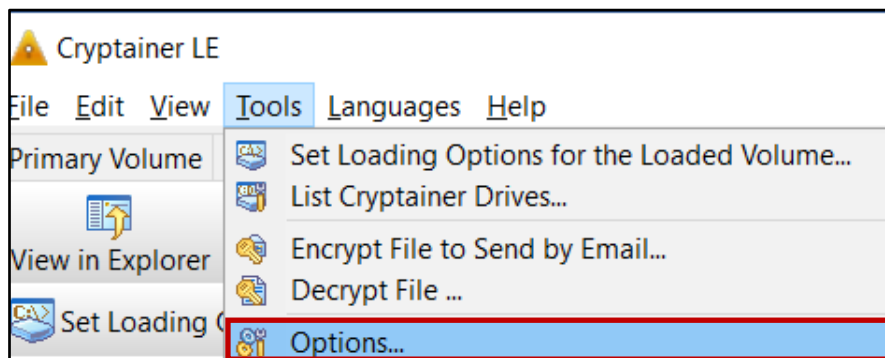 Cryptainer LE
File Edit View Tools Languages Help
Primary Volume
Set Loading Options for the Loaded Volume...
List Cryptainer Drives...
View in Explorer
Encrypt File to Send by Email...
Decrypt File ...
Set Loading
Options...